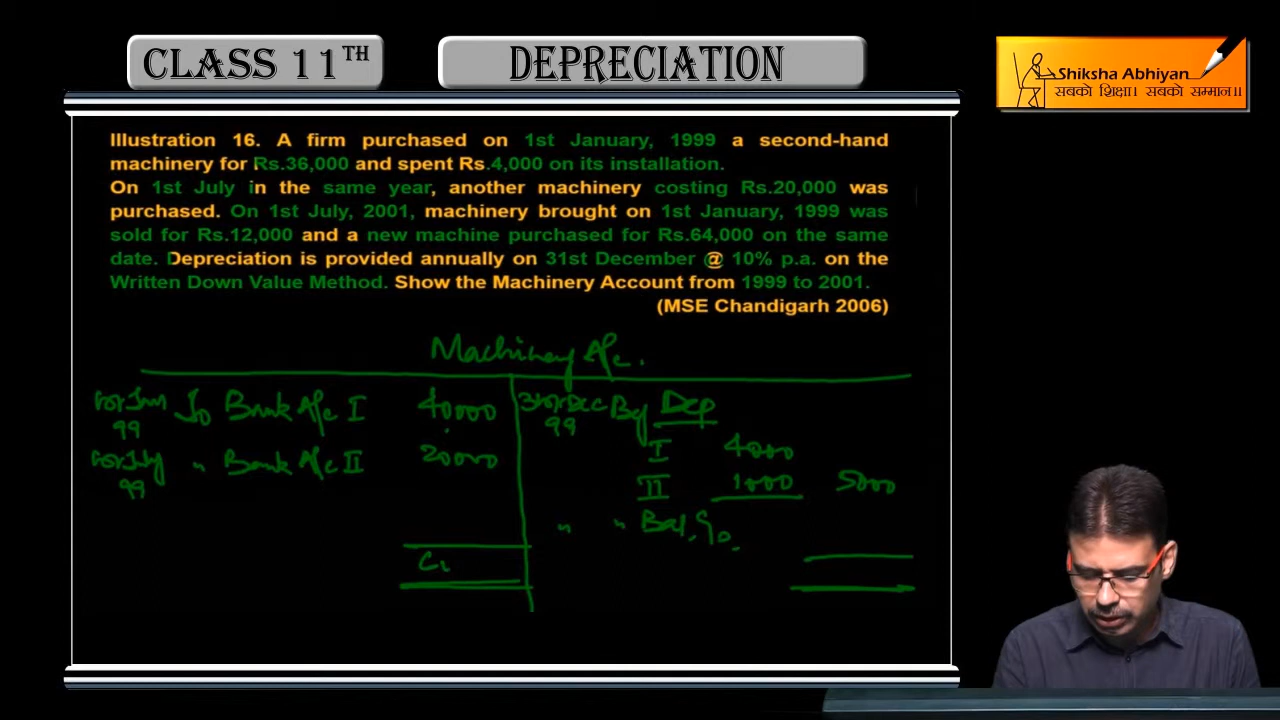 CLASS 11TH
DEPRECIATION
Shiksha Abhiyan
सबको शिक्षा। सबको सम्मान।।
Illustration 16. A firm purchased on 1st January, 1999 a second-hand
machinery for Rs.36,000 and spent Rs.4,000 on its installation.
On 1st July in the same year, another machinery costing Rs.20,000 was
purchased. On 1st July, 2001, machinery brought on 1st January, 1999 was
sold for Rs.12,000 and a new machine purchased for Rs.64,000 on the same
date. Depreciation is provided annually on 31st December @ 10% p.a. on the
Written Down Value Method. Show the Machinery Account from 1999 to 2001.
(MSE Chandigarh 2006)
Machinery A/c.
To Bank A/c I 40,000 31st Dec By Dep
99 99
I 4000
" Bank A/c II 20000
99 II 1000 5000
" " Bal. c/o.